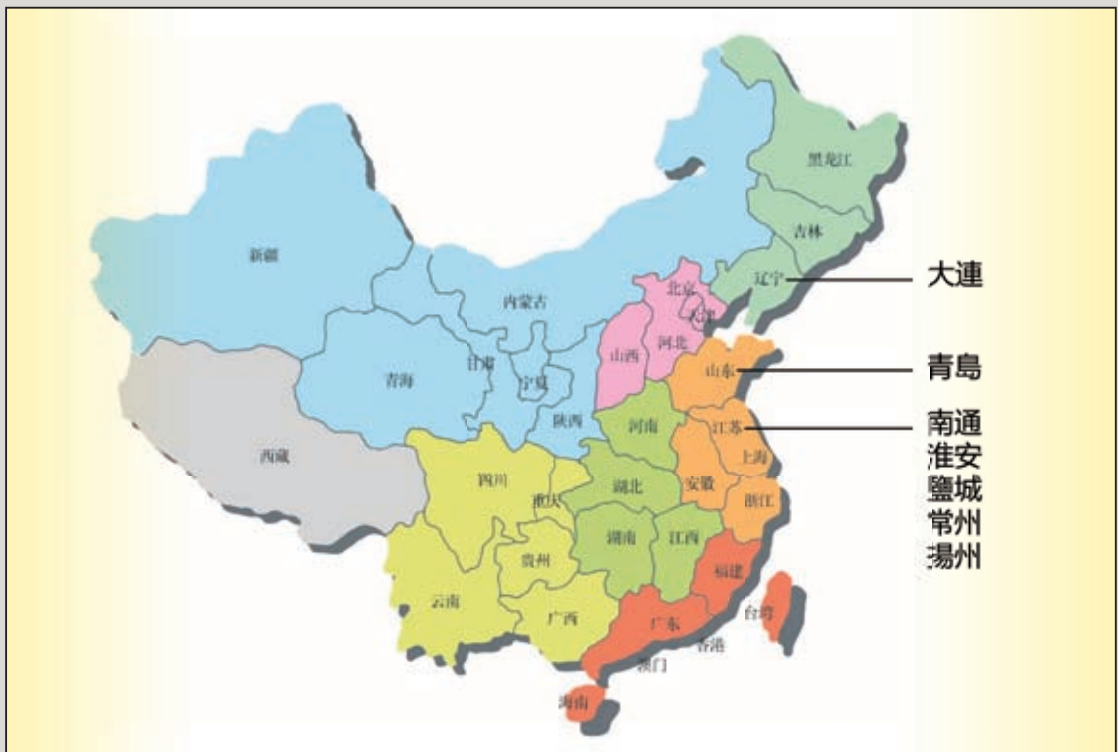 黑龙江
吉林
辽宁
大連
新疆
内蒙古
北京
天津
山西
河北
甘肃
宁夏
青海
山东
青島
陕西
河南
江苏
南通
淮安
鹽城
常州
揚州
上海
西藏
四川
重庆
湖北
安徽
浙江
湖南
江西
贵州
福建
云南
广西
广东
台湾
香港
澳门
海南